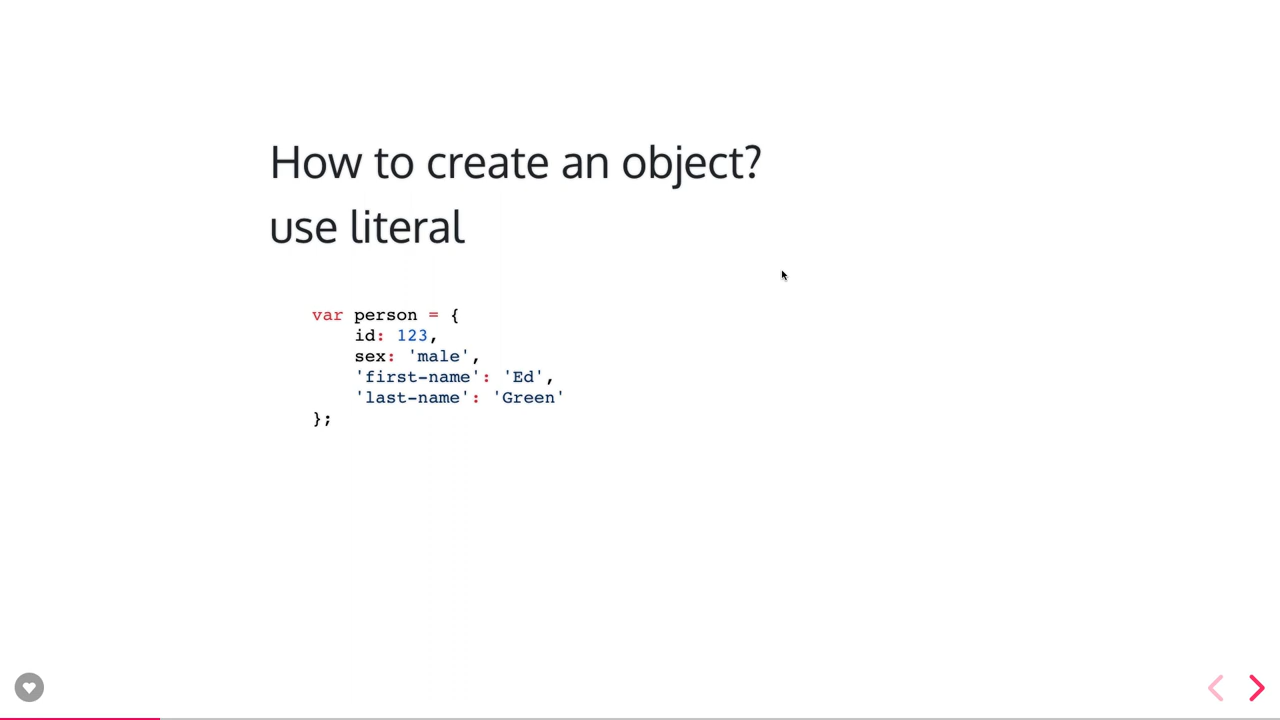 How to create an object?
use literal
var person = {
    id: 123,
    sex: 'male',
    'first-name': 'Ed',
    'last-name': 'Green'
};